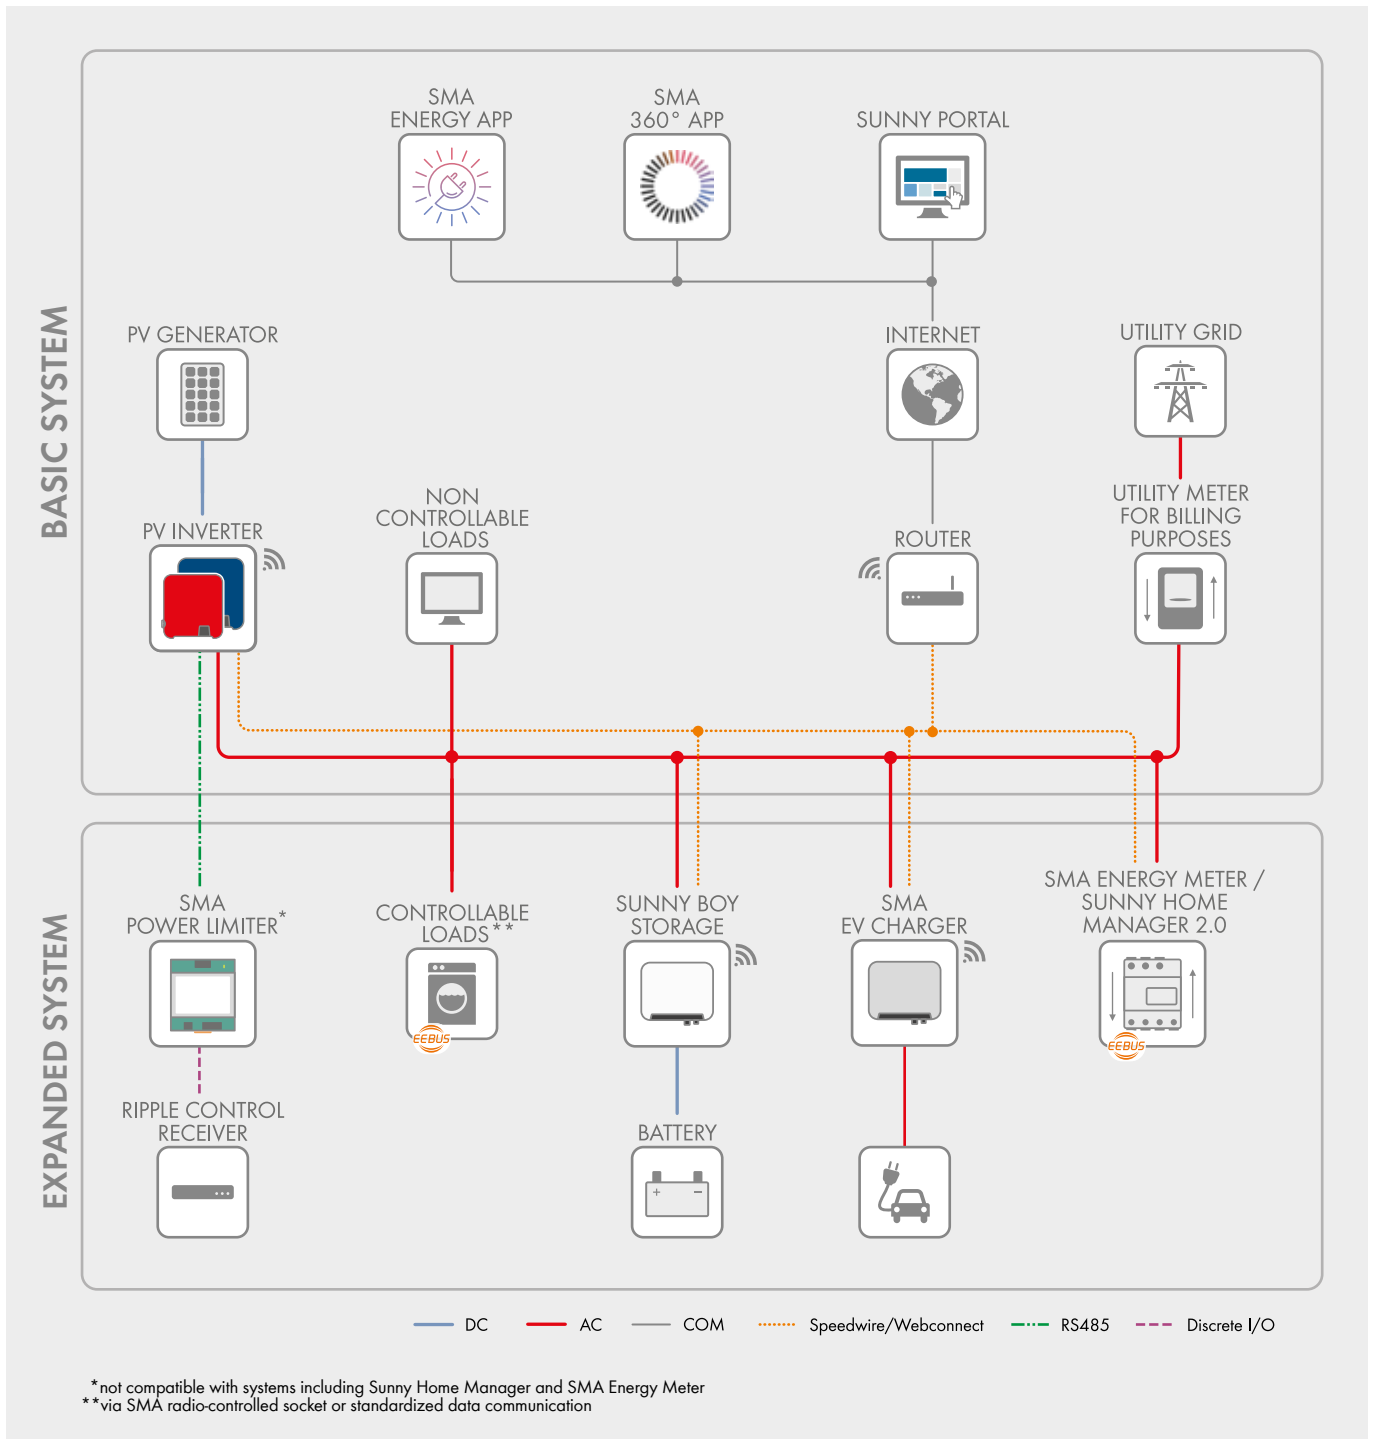 BASIC SYSTEM
SMA
ENERGY APP
SMA
360° APP
SUNNY PORTAL
PV GENERATOR
INTERNET
UTILITY GRID
PV INVERTER
NON
CONTROLLABLE
LOADS
ROUTER
UTILITY METER
FOR BILLING
PURPOSES
EXPANDED SYSTEM
SMA
POWER LIMITER*
CONTROLLABLE
LOADS**
EEBUS
SUNNY BOY
STORAGE
SMA
EV CHARGER
SMA ENERGY METER /
SUNNY HOME
MANAGER 2.0
EEBUS
RIPPLE CONTROL
RECEIVER
BATTERY
+ −
DC
AC
COM
Speedwire/Webconnect
RS485
Discrete I/O
*not compatible with systems including Sunny Home Manager and SMA Energy Meter
**via SMA radio-controlled socket or standardized data communication